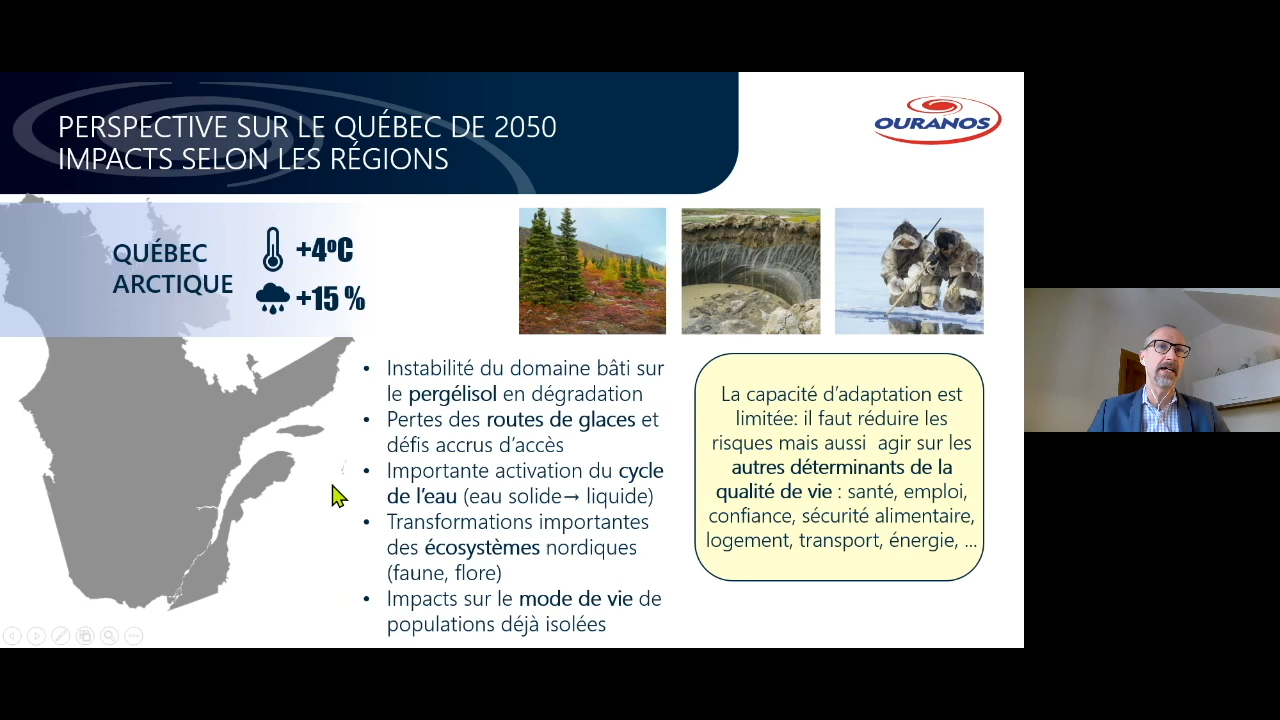 PERSPECTIVE SUR LE QUÉBEC DE 2050
IMPACTS SELON LES RÉGIONS
OURANOS
QUÉBEC
ARCTIQUE
+4ºC
+15 %
• Instabilité du domaine bâti sur
le pergélisol en dégradation
• Pertes des routes de glaces et
défis accrus d'accès
• Importante activation du cycle
de l'eau (eau solide→ liquide)
• Transformations importantes
des écosystèmes nordiques
(faune, flore)
• Impacts sur le mode de vie de
populations déjà isolées
La capacité d'adaptation est
limitée: il faut réduire les
risques mais aussi  agir sur les
autres déterminants de la
qualité de vie : santé, emploi,
confiance, sécurité alimentaire,
logement, transport, énergie, ...